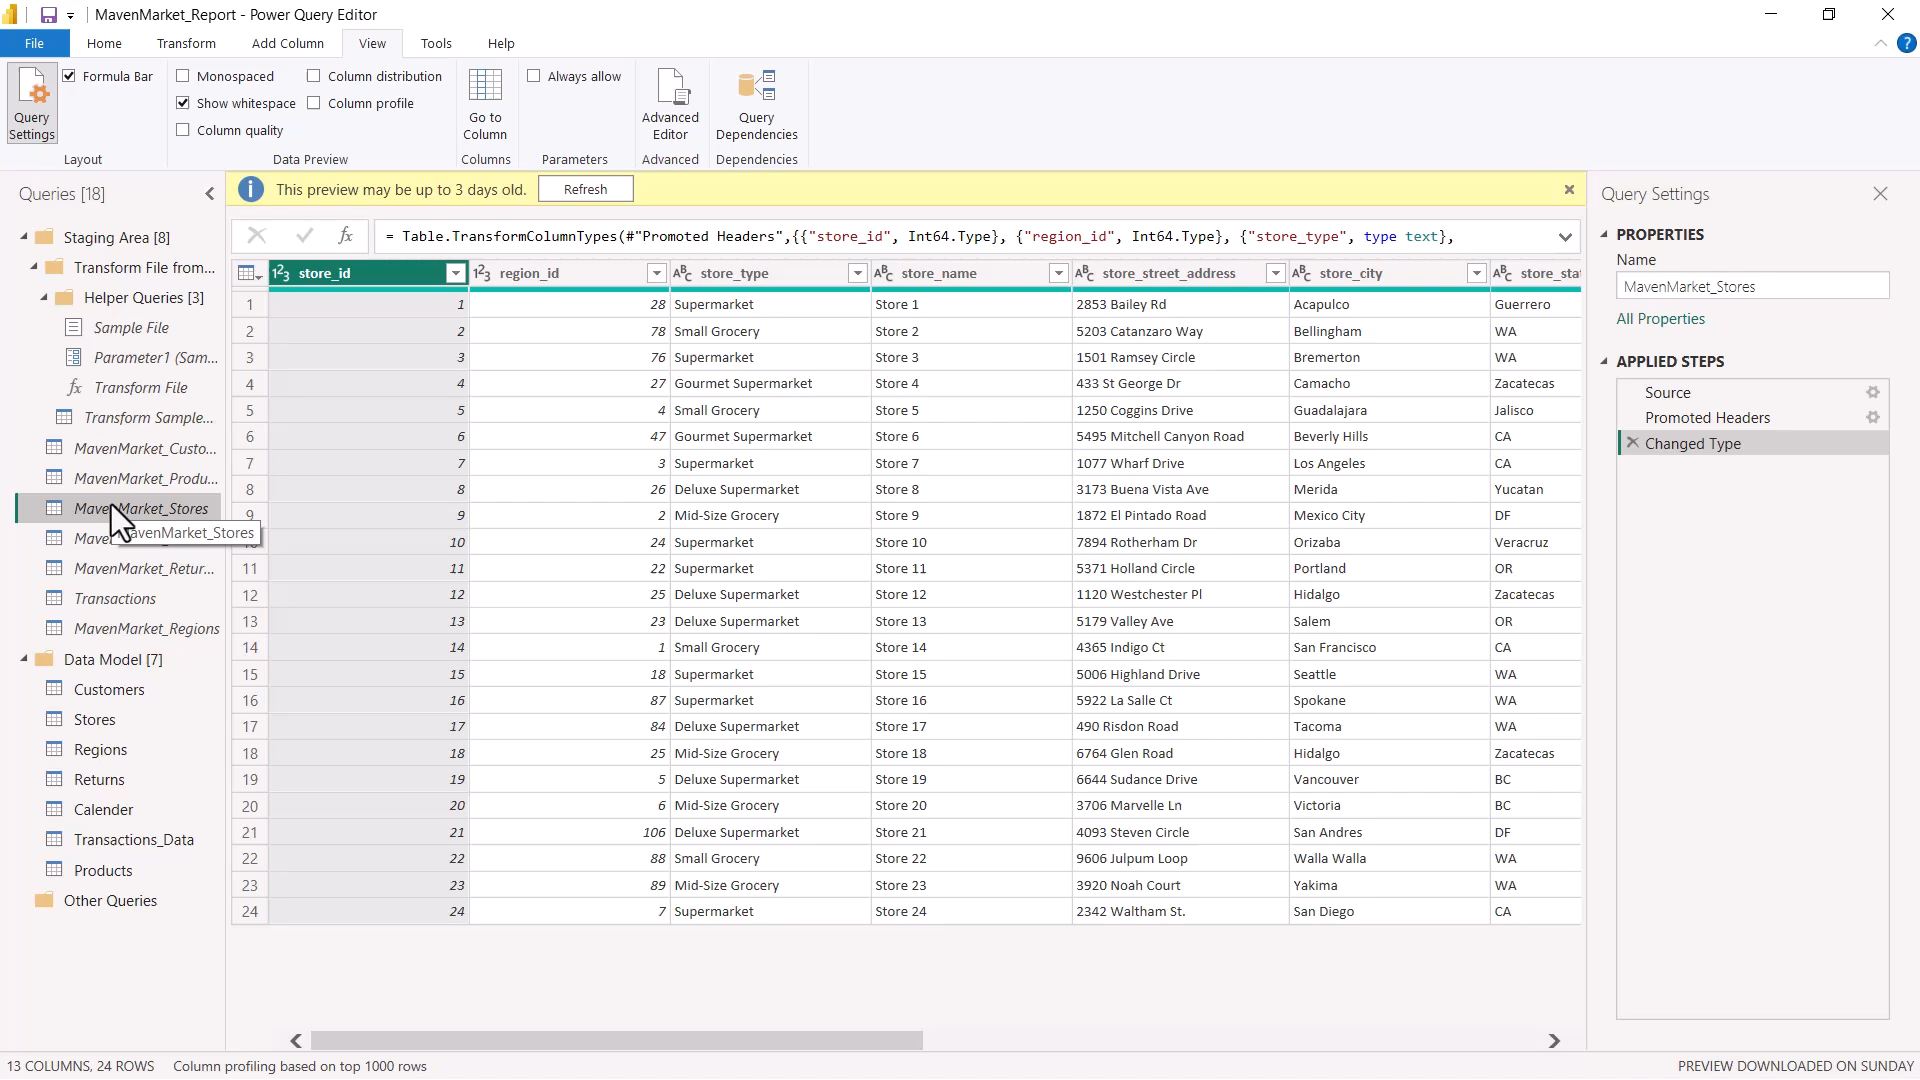 MavenMarket_Report - Power Query Editor
File Home Transform Add Column View Tools Help
Query Settings
Formula Bar
Layout
Monospaced
Show whitespace
Column quality
Column distribution
Column profile
Data Preview
Go to Column
Columns
Always allow
Parameters
Advanced Editor
Advanced
Query Dependencies
Dependencies
Queries [18]
Staging Area [8]
Transform File from...
Helper Queries [3]
Sample File
Parameter1 (Sam...
Transform File
Transform Sample...
MavenMarket_Custo...
MavenMarket_Produ...
MavenMarket_Stores
MavenMarket_Stores
MavenMarket_Retur...
Transactions
MavenMarket_Regions
Data Model [7]
Customers
Stores
Regions
Returns
Calender
Transactions_Data
Products
Other Queries
This preview may be up to 3 days old. Refresh
= Table.TransformColumnTypes(#"Promoted Headers",{{"store_id", Int64.Type}, {"region_id", Int64.Type}, {"store_type", type text},
store_id region_id store_type store_name store_street_address store_city store_sta
1 1 28 Supermarket Store 1 2853 Bailey Rd Acapulco Guerrero
2 2 78 Small Grocery Store 2 5203 Catanzaro Way Bellingham WA
3 3 76 Supermarket Store 3 1501 Ramsey Circle Bremerton WA
4 4 27 Gourmet Supermarket Store 4 433 St George Dr Camacho Zacatecas
5 5 4 Small Grocery Store 5 1250 Coggins Drive Guadalajara Jalisco
6 6 47 Gourmet Supermarket Store 6 5495 Mitchell Canyon Road Beverly Hills CA
7 7 3 Supermarket Store 7 1077 Wharf Drive Los Angeles CA
8 8 26 Deluxe Supermarket Store 8 3173 Buena Vista Ave Merida Yucatan
9 9 2 Mid-Size Grocery Store 9 1872 El Pintado Road Mexico City DF
10 24 Supermarket Store 10 7894 Rotherham Dr Orizaba Veracruz
11 11 22 Supermarket Store 11 5371 Holland Circle Portland OR
12 12 25 Deluxe Supermarket Store 12 1120 Westchester Pl Hidalgo Zacatecas
13 13 23 Deluxe Supermarket Store 13 5179 Valley Ave Salem OR
14 14 1 Small Grocery Store 14 4365 Indigo Ct San Francisco CA
15 15 18 Supermarket Store 15 5006 Highland Drive Seattle WA
16 16 87 Supermarket Store 16 5922 La Salle Ct Spokane WA
17 17 84 Deluxe Supermarket Store 17 490 Risdon Road Tacoma WA
18 18 25 Mid-Size Grocery Store 18 6764 Glen Road Hidalgo Zacatecas
19 19 5 Deluxe Supermarket Store 19 6644 Sudance Drive Vancouver BC
20 20 6 Mid-Size Grocery Store 20 3706 Marvelle Ln Victoria BC
21 21 106 Deluxe Supermarket Store 21 4093 Steven Circle San Andres DF
22 22 88 Small Grocery Store 22 9606 Julpum Loop Walla Walla WA
23 23 89 Mid-Size Grocery Store 23 3920 Noah Court Yakima WA
24 24 7 Supermarket Store 24 2342 Waltham St. San Diego CA
Query Settings
PROPERTIES
Name
MavenMarket_Stores
All Properties
APPLIED STEPS
Source
Promoted Headers
Changed Type
13 COLUMNS, 24 ROWS Column profiling based on top 1000 rows
PREVIEW DOWNLOADED ON SUNDAY